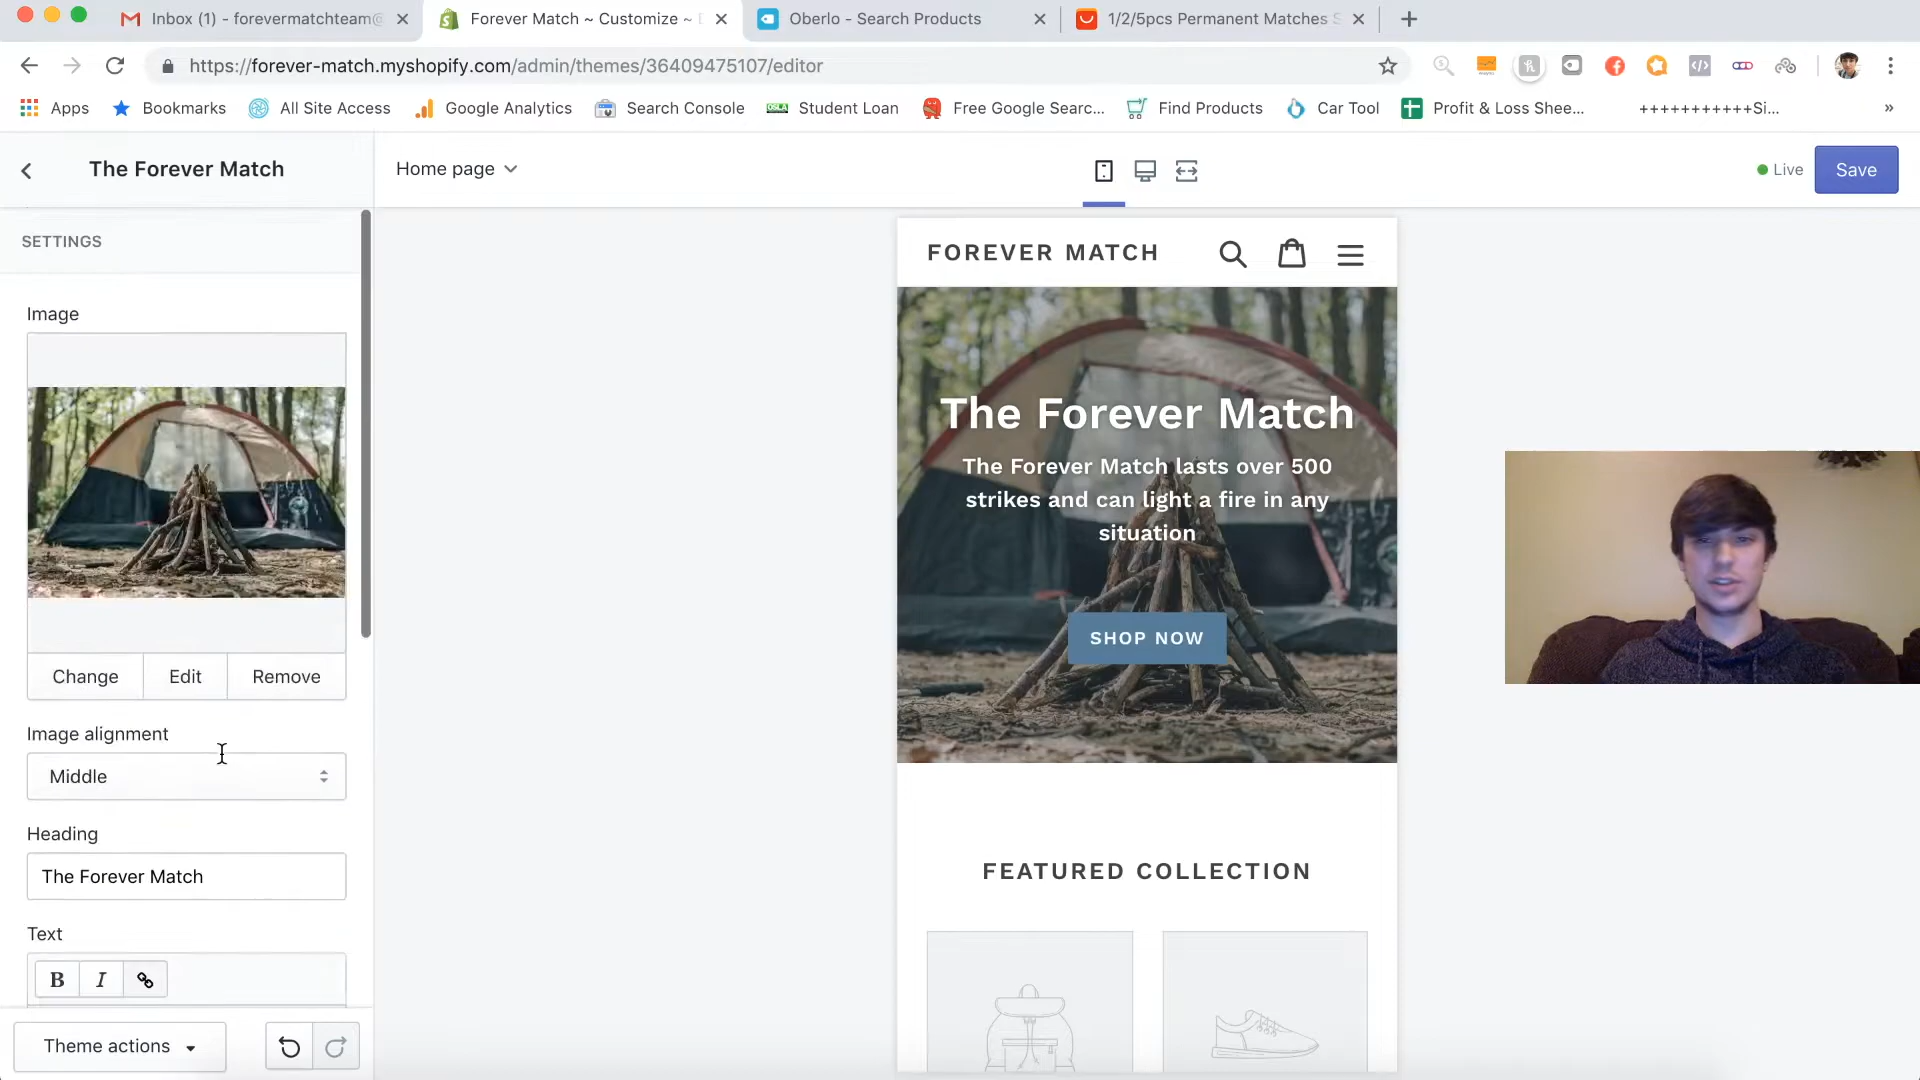 Inbox (1) - forevermatchteam@
Forever Match ~ Customize ~
Oberlo - Search Products
1/2/5pcs Permanent Matches S
https://forever-match.myshopify.com/admin/themes/36409475107/editor
Apps
Bookmarks
All Site Access
Google Analytics
Search Console
Student Loan
Free Google Searc...
Find Products
Car Tool
Profit & Loss Shee...
+++++++++++Si...
»
The Forever Match
Home page
Live
Save
SETTINGS
Image
Change
Edit
Remove
Image alignment
Middle
Heading
The Forever Match
Text
B I
Theme actions
FOREVER MATCH
The Forever Match
The Forever Match lasts over 500
strikes and can light a fire in any
situation
SHOP NOW
FEATURED COLLECTION